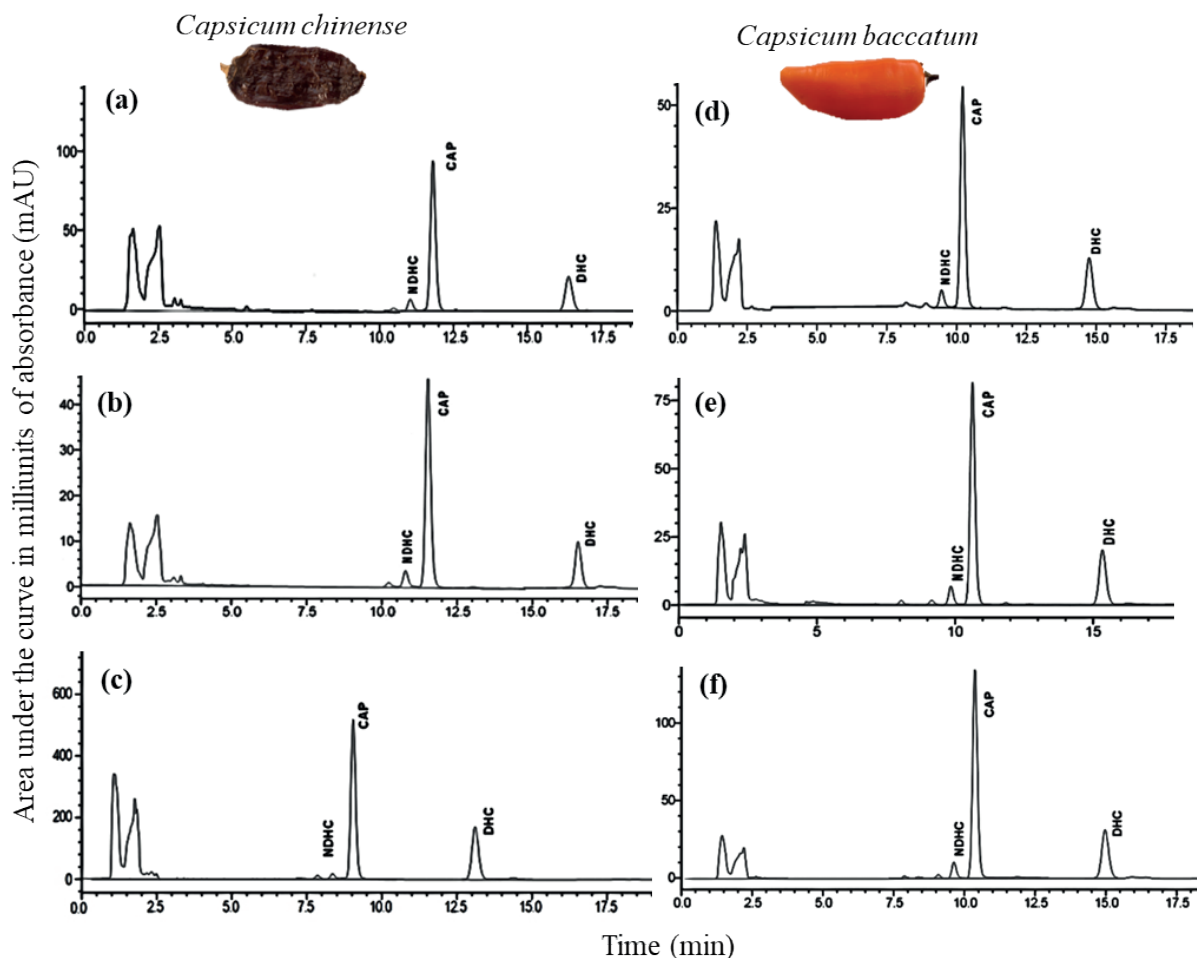 Capsicum chinense
Capsicum baccatum
Area under the curve in milliunits of absorbance (mAU)
(a)
100
50
0
NDHC
CAP
DHC
0.0 2.5 5.0 7.5 10.0 12.5 15.0 17.5
(d)
50
25
0
NDHC
CAP
DHC
0.0 2.5 5.0 7.5 10.0 12.5 15.0 17.5
(b)
40
30
20
10
0
NDHC
CAP
DHC
0.0 2.5 5.0 7.5 10.0 12.5 15.0 17.5
(e)
75
50
25
0
NDHC
CAP
DHC
0 5 10 15
(c)
600
400
200
0
NDHC
CAP
DHC
0.0 2.5 5.0 7.5 10.0 12.5 15.0 17.5
(f)
100
50
0
NDHC
CAP
DHC
0.0 2.5 5.0 7.5 10.0 12.5 15.0 17.5
Time (min)